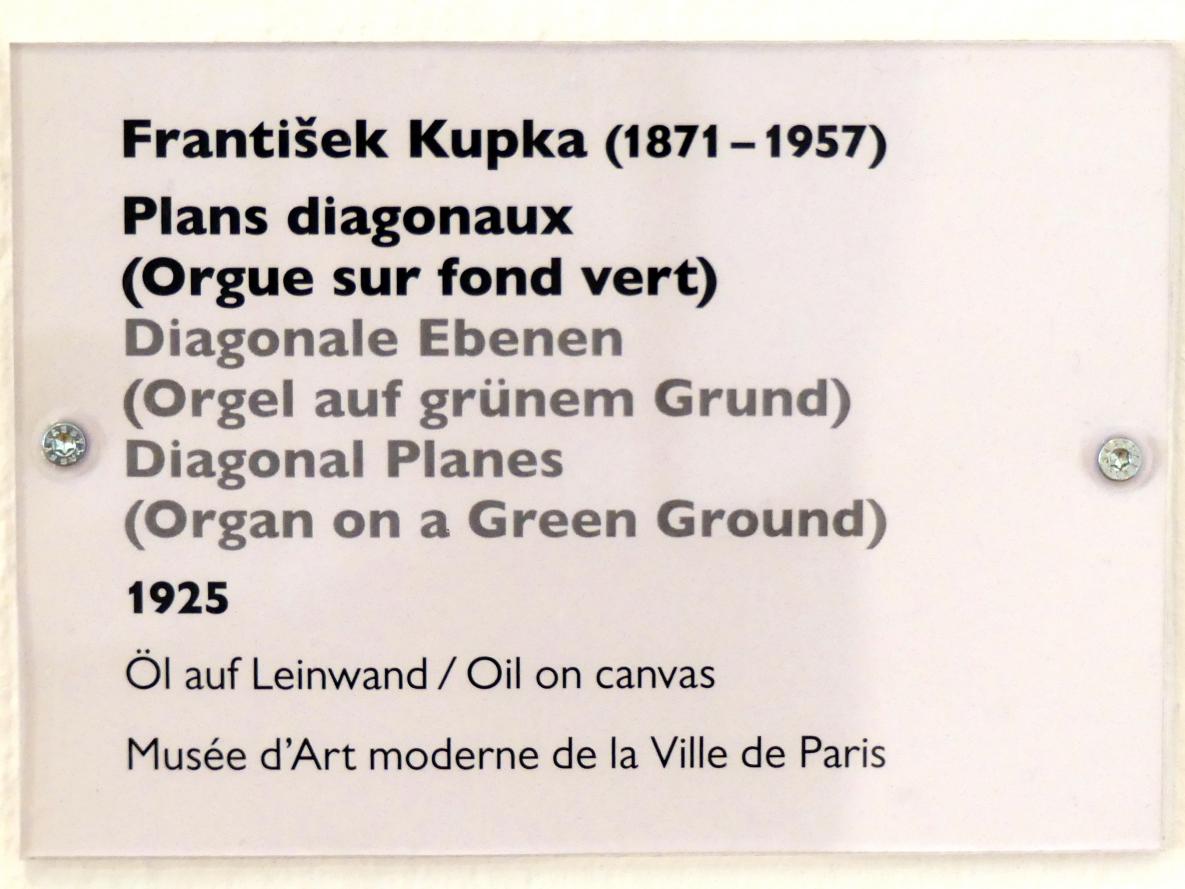 František Kupka (1871 – 1957)
Plans diagonaux
(Orgue sur fond vert)
Diagonale Ebenen
(Orgel auf grünem Grund)
Diagonal Planes
(Organ on a Green Ground)
1925
Öl auf Leinwand / Oil on canvas
Musée d’Art moderne de la Ville de Paris